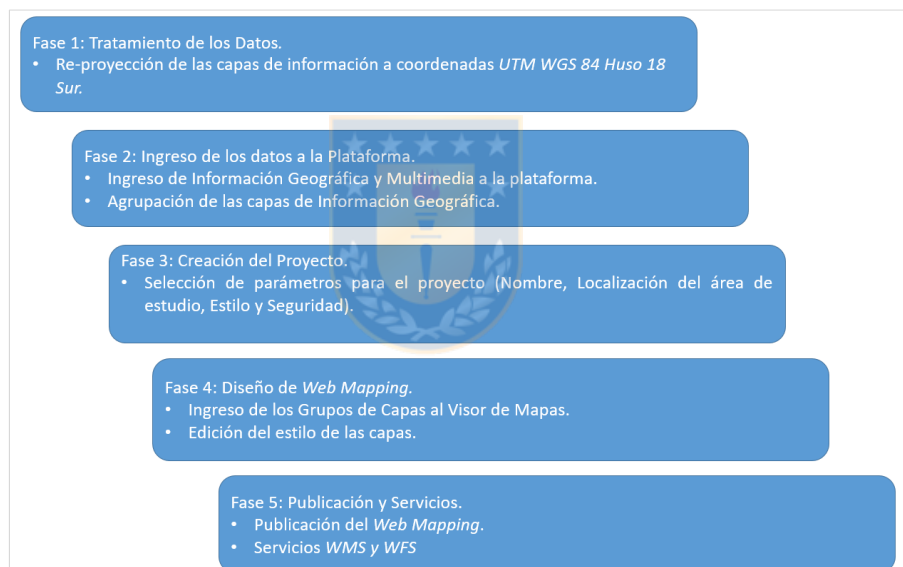 Fase 1: Tratamiento de los Datos.
• Re-proyección de las capas de información a coordenadas UTM WGS 84 Huso 18
Sur.
Fase 2: Ingreso de los datos a la Plataforma.
• Ingreso de Información Geográfica y Multimedia a la plataforma.
• Agrupación de las capas de Información Geográfica.
Fase 3: Creación del Proyecto.
• Selección de parámetros para el proyecto (Nombre, Localización del área de
estudio, Estilo y Seguridad).
Fase 4: Diseño de Web Mapping.
• Ingreso de los Grupos de Capas al Visor de Mapas.
• Edición del estilo de las capas.
Fase 5: Publicación y Servicios.
• Publicación del Web Mapping.
• Servicios WMS y WFS